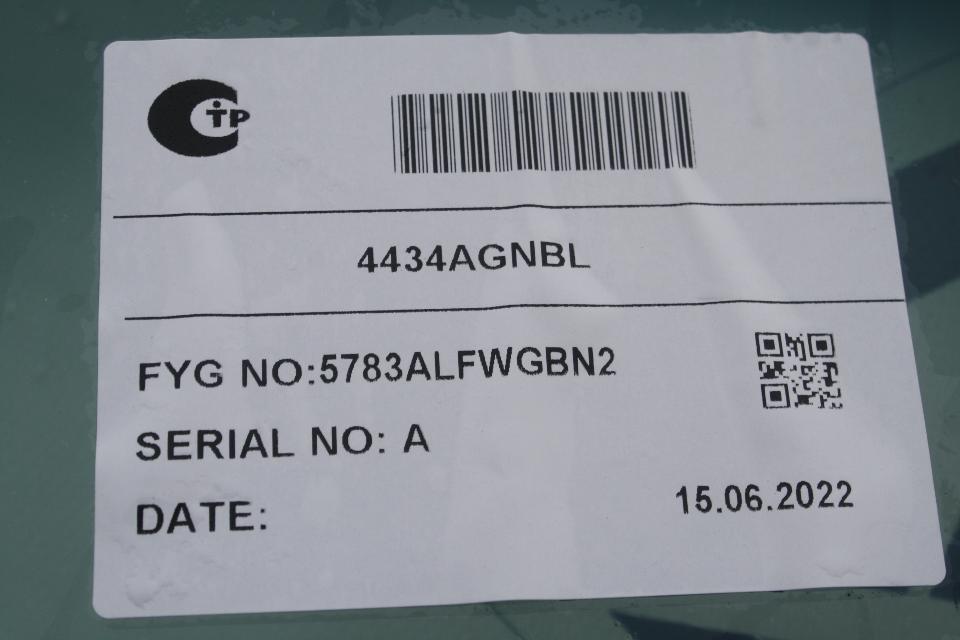 TP
4434AGNBL
FYG NO:5783ALFWGBN2
SERIAL NO: A
DATE:
15.06.2022